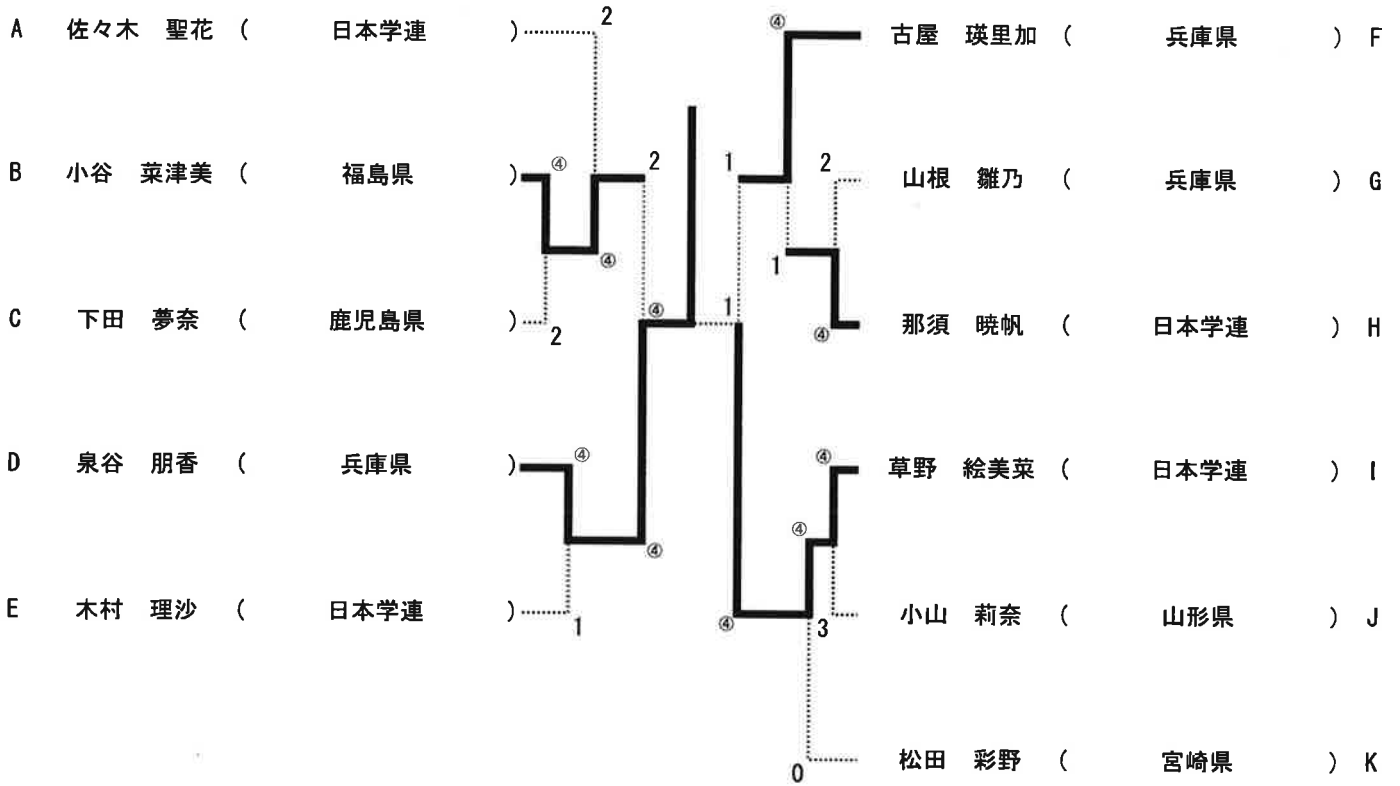 2 ④
A 佐々木 聖花 ( 日本学連 ) 古屋 瑛里加 ( 兵庫県 ) F
④ 2 1 2
B 小谷 菜津美 ( 福島県 ) 山根 雛乃 ( 兵庫県 ) G
④ 1
④ 1
C 下田 夢奈 ( 鹿児島県 ) 那須 暁帆 ( 日本学連 ) H
2 ④
④ ④
D 泉谷 朋香 ( 兵庫県 ) 草野 絵美菜 ( 日本学連 ) I
④ ④
E 木村 理沙 ( 日本学連 ) 小山 莉奈 ( 山形県 ) J
1 ④ 3
松田 彩野 ( 宮崎県 ) K
0